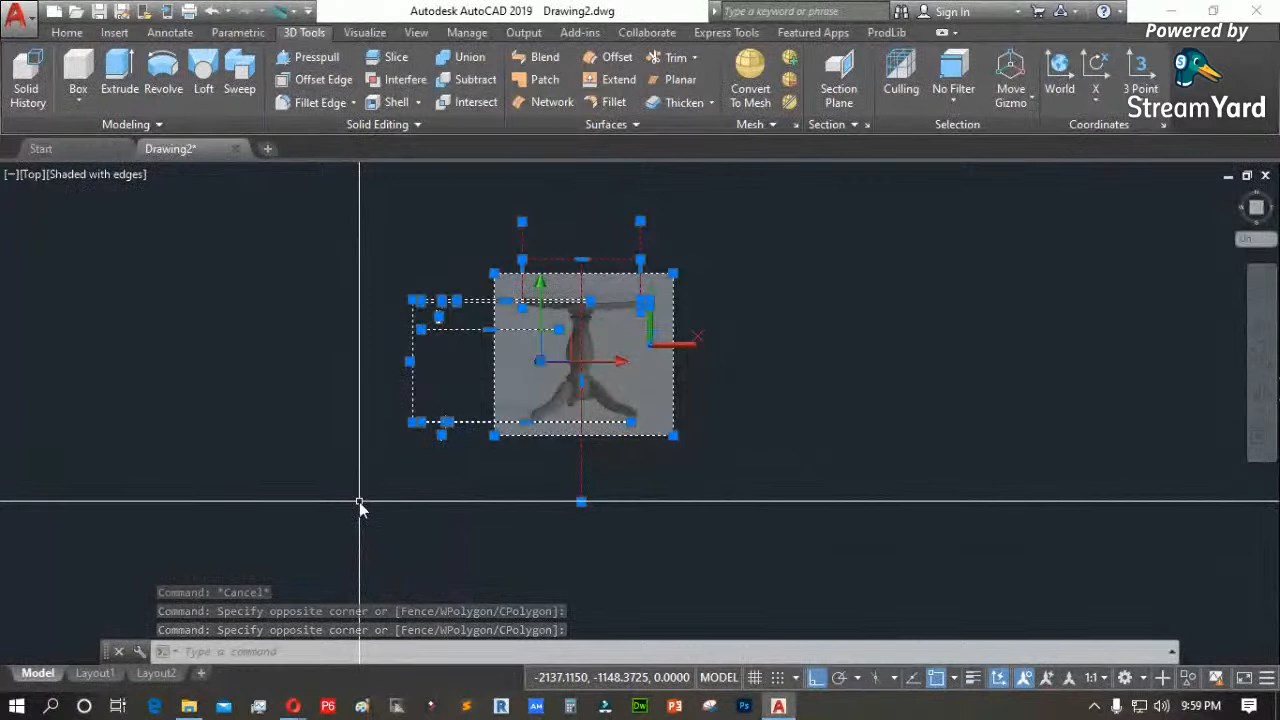 Autodesk AutoCAD 2019 Drawing2.dwg
Type a keyword or phrase
Sign In
Powered by
StreamYard
Home Insert Annotate Parametric 3D Tools Visualize View Manage Output Add-ins Collaborate Express Tools Featured Apps ProdLib
Solid History
Box Extrude Revolve Loft Sweep
Presspull
Offset Edge
Fillet Edge
Slice
Interfere
Shell
Union
Subtract
Intersect
Blend
Patch
Network
Offset
Extend
Fillet
Trim
Planar
Thicken
Convert To Mesh
Section Plane
Culling
No Filter
Move Gizmo
World
X
3 Point
Modeling
Solid Editing
Surfaces
Mesh
Section
Selection
Coordinates
Start
Drawing2*
[−][Top][Shaded with edges]
Un
Command: *Cancel*
Command: Specify opposite corner or [Fence/WPolygon/CPolygon]:
Command: Specify opposite corner or [Fence/WPolygon/CPolygon]:
Type a command
Model Layout1 Layout2
-2137.1150, -1148.3725, 0.0000 MODEL
1:1
9:59 PM